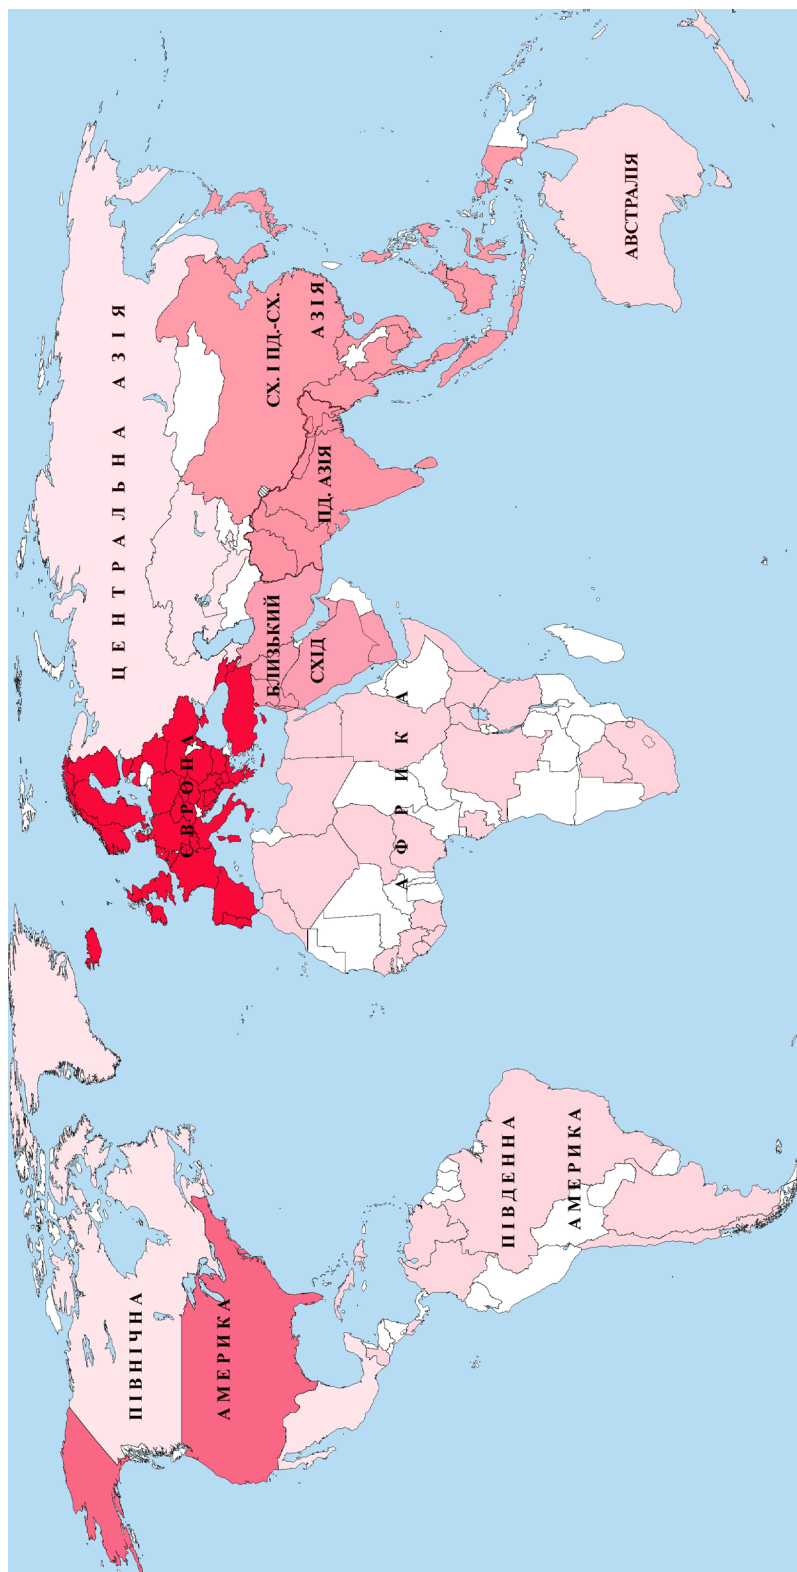 ПІВНІЧНА
АМЕРИКА
ПІВДЕННА
АМЕРИКА
ЄВРОПА
АФРИКА
ЦЕНТРАЛЬНА АЗІЯ
БЛИЗЬКИЙ
СХІД
ПД. АЗІЯ
СХ. І ПД.-СХ.
АЗІЯ
АВСТРАЛІЯ